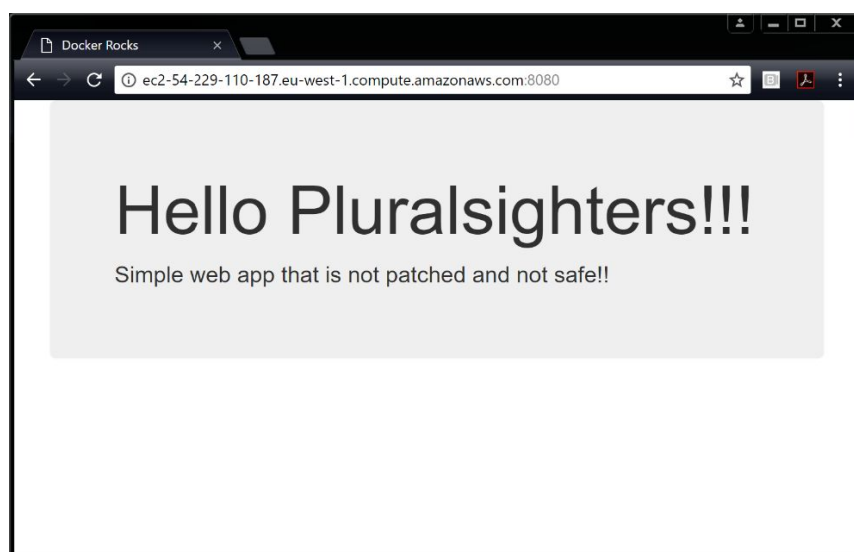 Docker Rocks
ec2-54-229-110-187.eu-west-1.compute.amazonaws.com:8080
Hello Pluralsighters!!!
Simple web app that is not patched and not safe!!